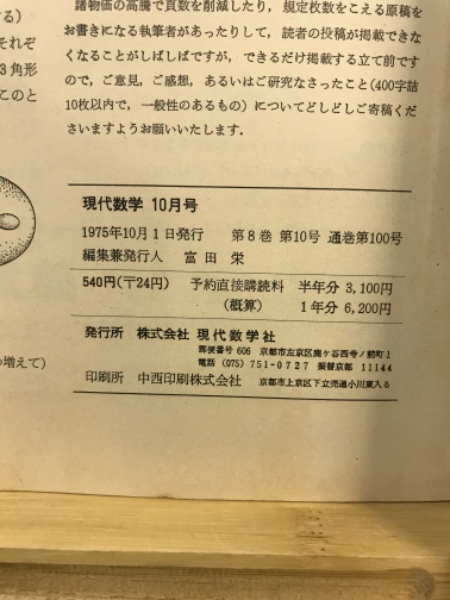 する)
それぞ
3角形
このと
増えて)
諸物価の高騰で頁数を削減したり，規定枚数をこえる原稿を
お書きになる執筆者があったりして，読者の投稿が掲載できな
くなることがしばしばですが，できるだけ掲載する立て前です
ので，ご意見，ご感想，あるいはご研究なさったこと(400字詰
10枚以内で，一般性のあるもの) についてどしどしご寄稿くだ
さいますようお願いいたします．
現代数学 10月号
1975年10月1日発行 第8巻 第10号 通巻第100号
編集兼発行人 富田 栄
540円(〒24円) 予約直接購読料 半年分 3,100円
(概算) 1年分 6,200円
発行所 株式会社 現代数学社
郵便番号 606 京都市左京区鹿ケ谷西寺ノ前町1
電話 (075) 751-0727 振替京都 11144
印刷所 中西印刷株式会社 京都市上京区下立売通小川東入る